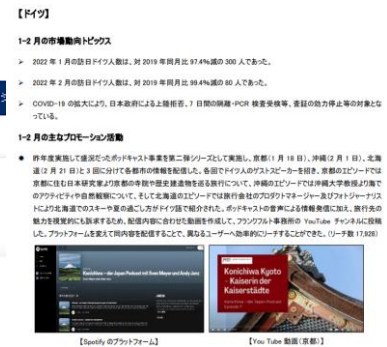 【ドイツ】
1-2 月の市場動向トピックス
➢ 2022 年 1 月の訪日ドイツ人数は、対 2019 年同月比 97.4%減の 300 人であった。
➢ 2022 年 2 月の訪日ドイツ人数は、対 2019 年同月比 99.4%減の 80 人であった。
➢ COVID-19 の拡大により、日本政府による上陸拒否、7 日間の隔離・PCR 検査受検等、査証の効力停止等の対象とな
っている。
1-2 月の主なプロモーション活動
● 昨年度実施して盛況だったポッドキャスト事業を第二弾シリーズとして実施し、京都(1 月 18 日)、沖縄(2 月 1 日)、北海
道(2 月 21 日)と 3 回に分けて各都市の情報を配信した。各回でドイツ人のゲストスピーカーを招き、京都のエピソードでは
京都に住む日本研究家より京都の寺院や歴史建造物を巡る旅行について、沖縄のエピソードでは沖縄大学教授より海で
のアクティビティや自然観察について、そして北海道のエピソードでは旅行会社のプロダクトマネージャー及びフォトジャーナリス
トにより北海道でのスキーや夏の過ごし方がドイツ語で紹介された。ポッドキャストの音声による情報発信に加え、旅行先の
魅力を視覚的にも訴求するため、配信内容に合わせた動画として作成して、フランクフルト事務所の YouTube チャンネルに投稿
した。プラットフォームを変えて同内容を配信することで、異なるユーザーへ効率的にリーチすることができた。(リーチ数 17,928)
Konichiwa Kyoto
- Kaiserin der
Kaiserstädte
【Spotify のプラットフォーム】
【You Tube 動画(京都)】